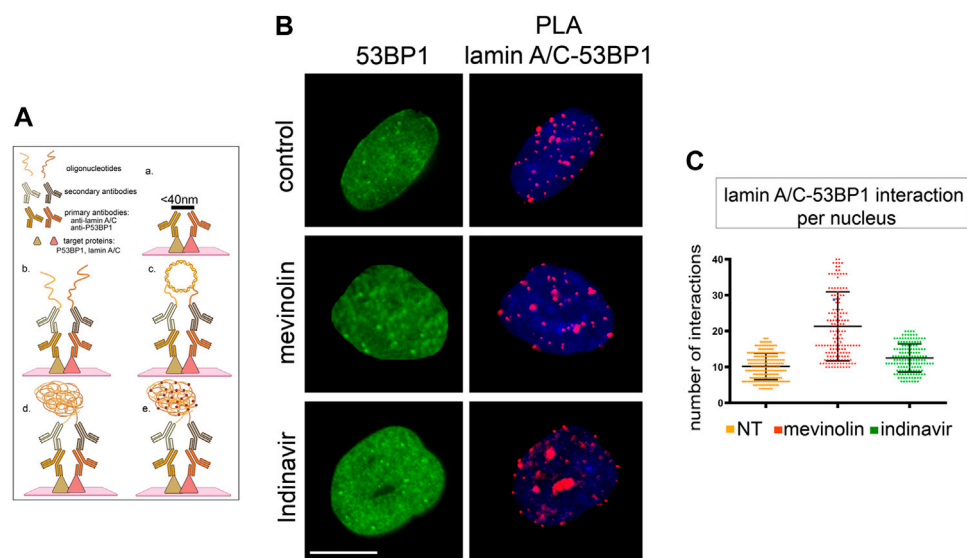 A
oligonucleotides
secondary antibodies
primary antibodies:
anti-lamin A/C
anti-P53BP1
target proteins:
P53BP1, lamin A/C
a.
<40nm
b.
c.
d.
e.
B
53BP1
PLA
lamin A/C-53BP1
control
mevinolin
Indinavir
C
lamin A/C-53BP1 interaction
per nucleus
number of interactions
40
30
20
10
0
NT
mevinolin
indinavir